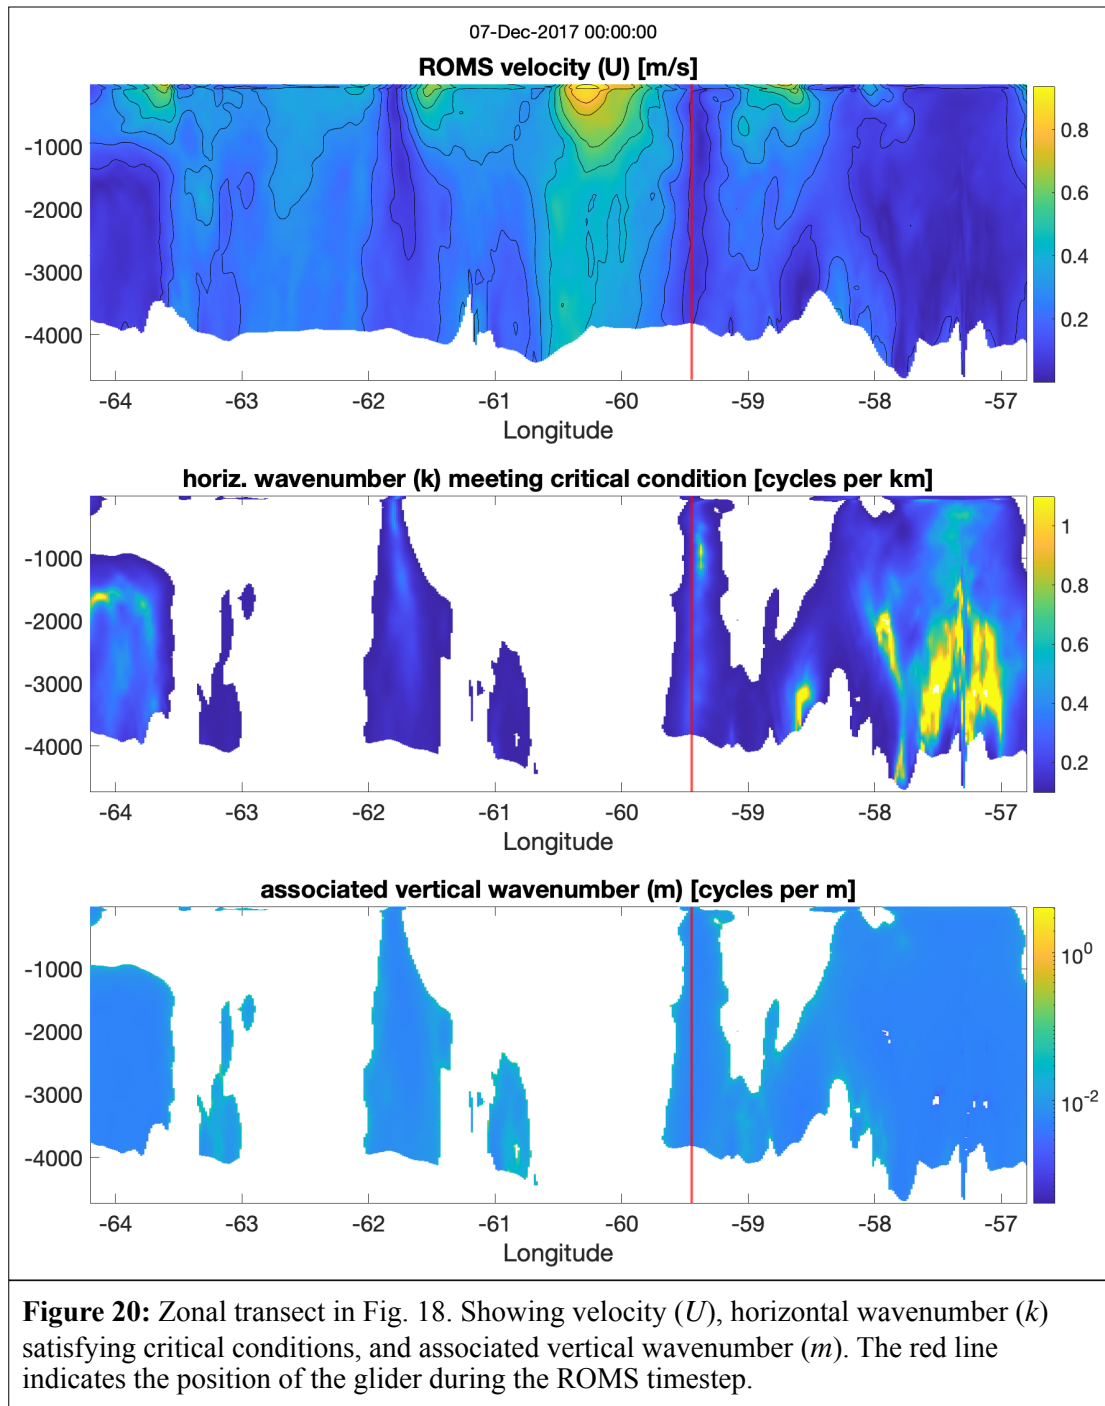 07-Dec-2017 00:00:00
ROMS velocity (U) [m/s]
-1000
-2000
-3000
-4000
0.8
0.6
0.4
0.2
-64 -63 -62 -61 -60 -59 -58 -57
Longitude
horiz. wavenumber (k) meeting critical condition [cycles per km]
-1000
-2000
-3000
-4000
1
0.8
0.6
0.4
0.2
-64 -63 -62 -61 -60 -59 -58 -57
Longitude
associated vertical wavenumber (m) [cycles per m]
-1000
-2000
-3000
-4000
10^0
10^-2
-64 -63 -62 -61 -60 -59 -58 -57
Longitude
Figure 20: Zonal transect in Fig. 18. Showing velocity (U), horizontal wavenumber (k)
satisfying critical conditions, and associated vertical wavenumber (m). The red line
indicates the position of the glider during the ROMS timestep.